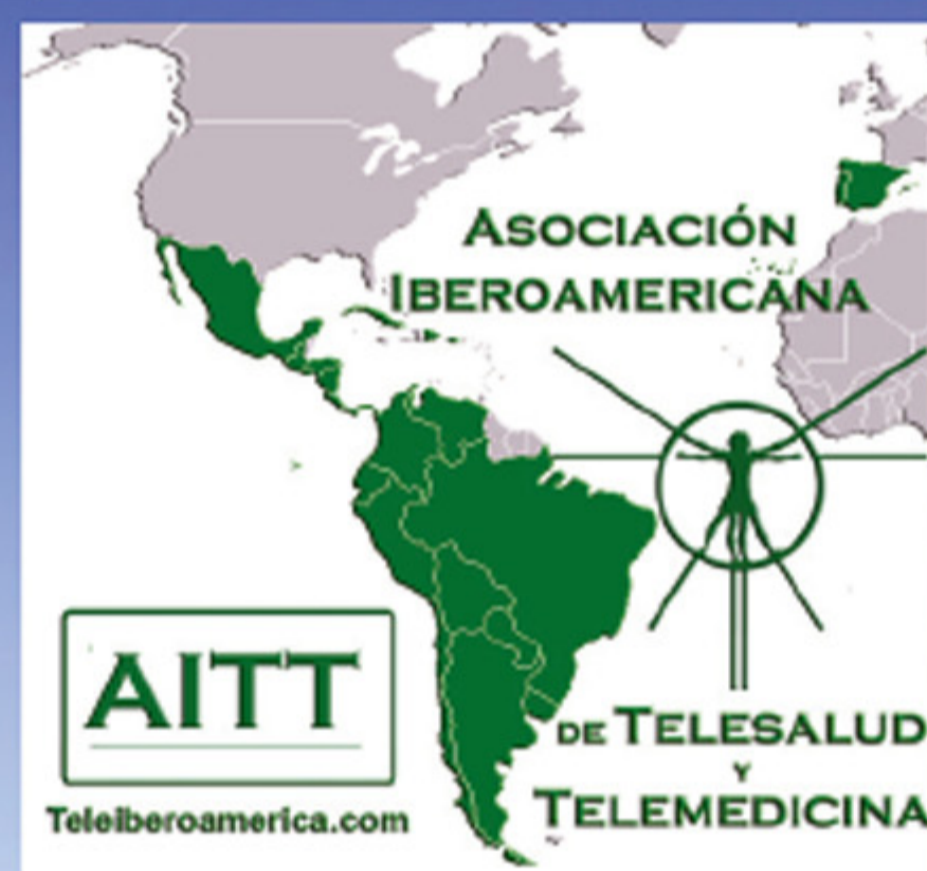 ASOCIACIÓN
IBEROAMERICANA
AITT
Teleiberoamerica.com
DE TELESALUD
Y
TELEMEDICINA